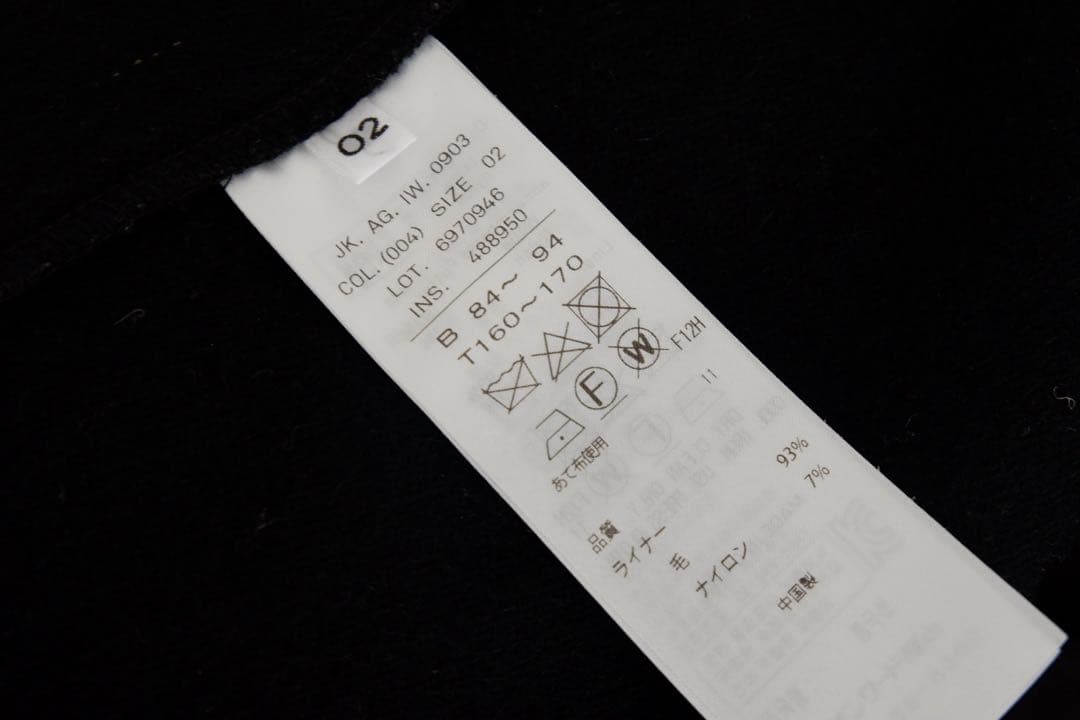 02
JK. AG. IW. 0903
COL. (004) SIZE 02
LOT. 6970946
INS. 488950
B 84～ 94
T160～170
F W F12H
あて布使用 11
品質
ライナー
毛 93%
ナイロン 7%
中国製